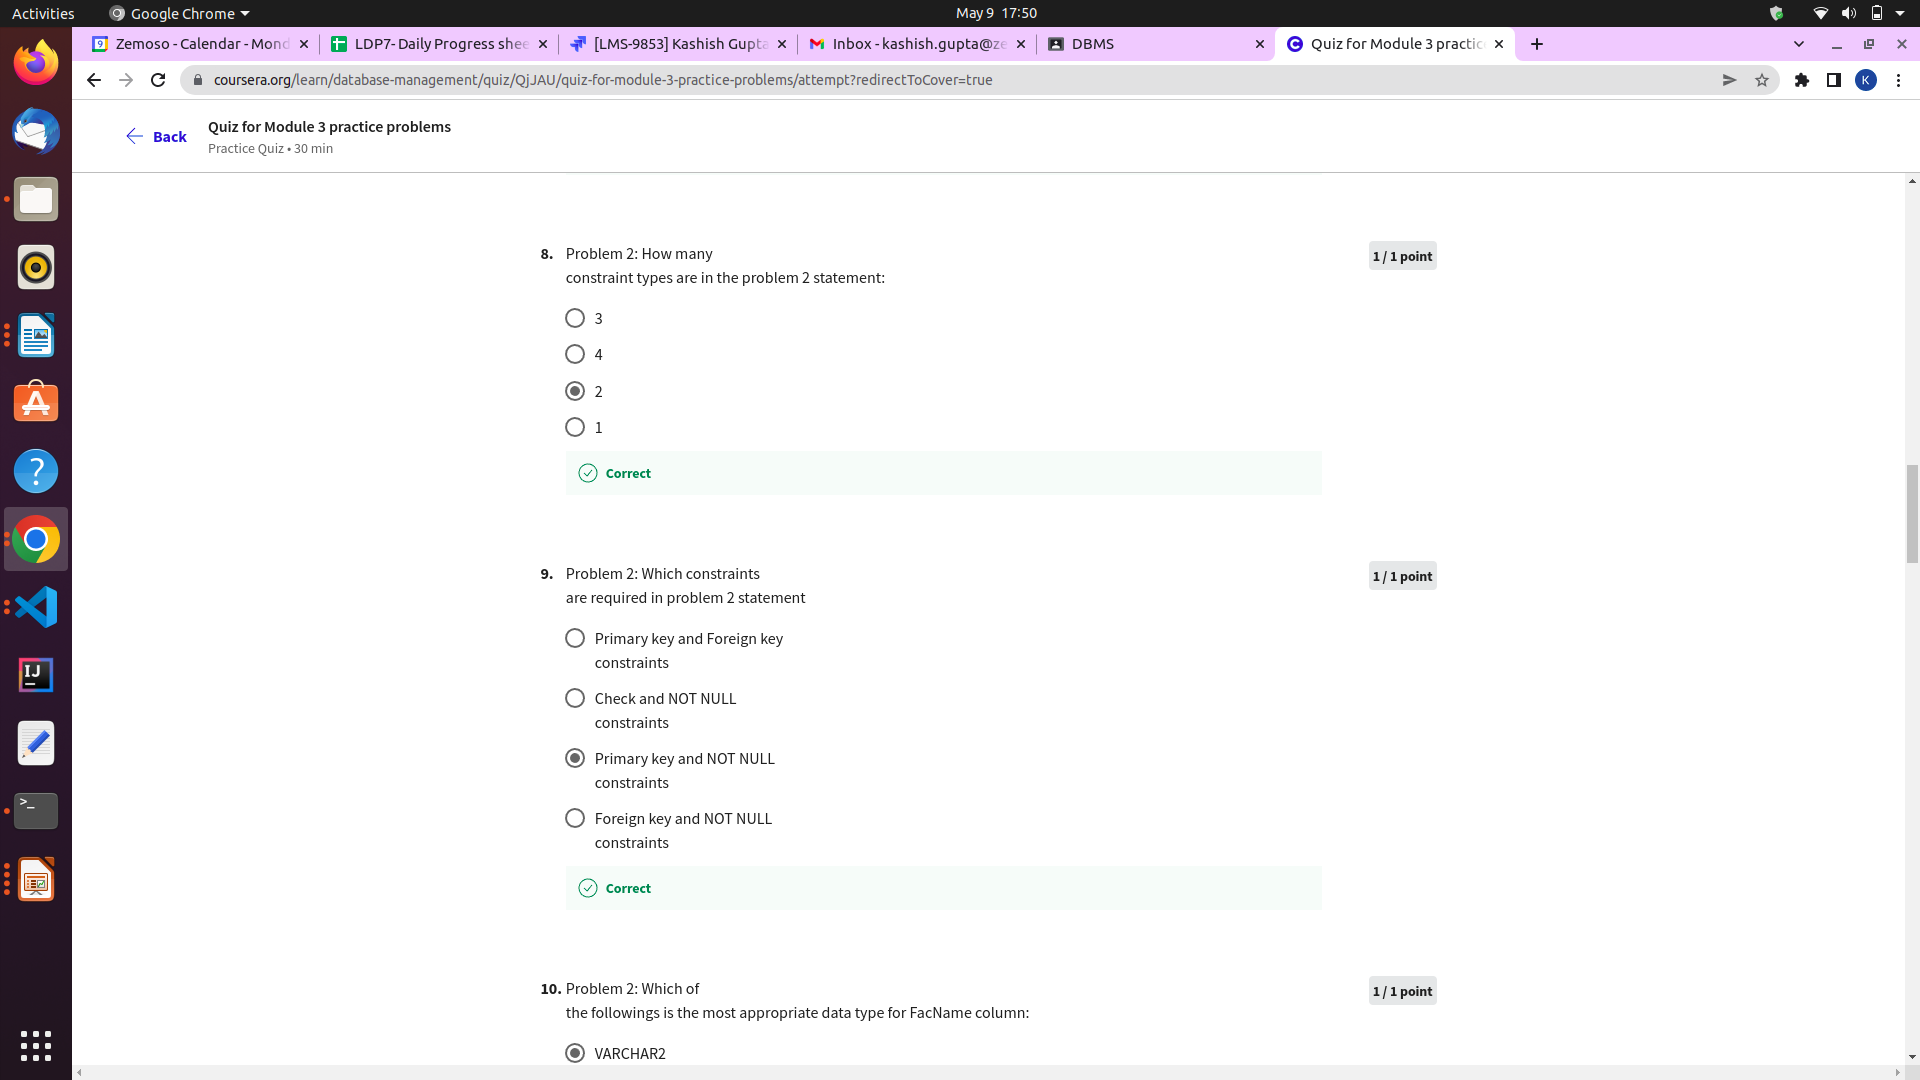 Activities
Google Chrome
May 9 17:50
Zemoso - Calendar - Mond
LDP7- Daily Progress shee
[LMS-9853] Kashish Gupta
Inbox - kashish.gupta@ze
DBMS
Quiz for Module 3 practic
coursera.org/learn/database-management/quiz/QjJAU/quiz-for-module-3-practice-problems/attempt?redirectToCover=true
K
Back
Quiz for Module 3 practice problems
Practice Quiz • 30 min
8. Problem 2: How many
constraint types are in the problem 2 statement:
1 / 1 point
3
4
2
1
Correct
9. Problem 2: Which constraints
are required in problem 2 statement
1 / 1 point
Primary key and Foreign key
constraints
Check and NOT NULL
constraints
Primary key and NOT NULL
constraints
Foreign key and NOT NULL
constraints
Correct
10. Problem 2: Which of
the followings is the most appropriate data type for FacName column:
1 / 1 point
VARCHAR2